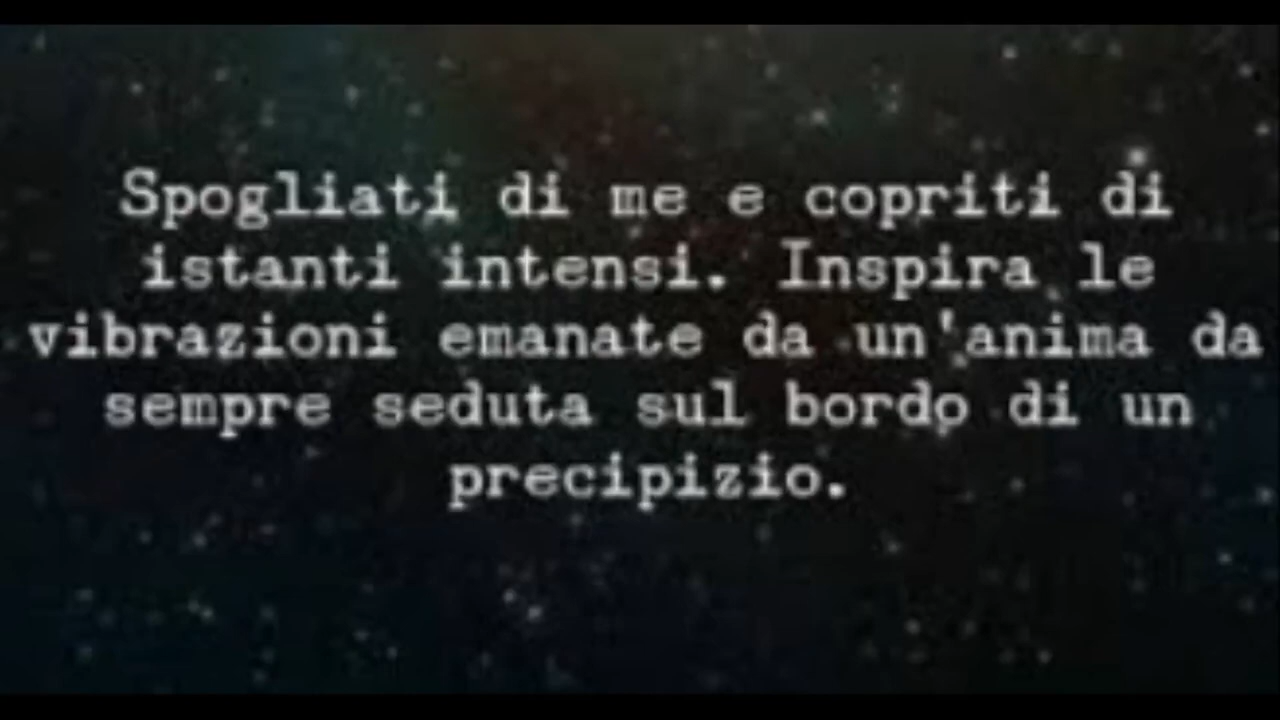 Spogliati di me e copriti di
istanti intensi. Inspira le
vibrazioni emanate da un'anima da
sempre seduta sul bordo di un
precipizio.